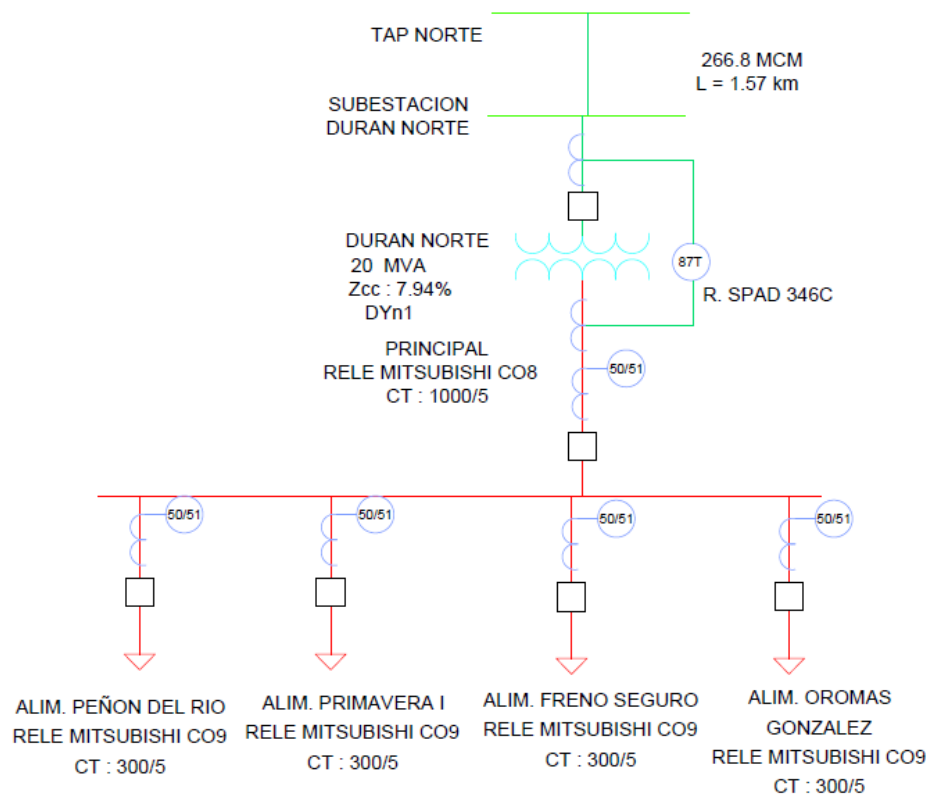 TAP NORTE
266.8 MCM
L = 1.57 km
SUBESTACION
DURAN NORTE
DURAN NORTE
20 MVA
Zcc : 7.94%
DYn1
87T
R. SPAD 346C
PRINCIPAL
RELE MITSUBISHI CO8
CT : 1000/5
50/51
50/51
50/51
50/51
50/51
ALIM. PEÑON DEL RIO
RELE MITSUBISHI CO9
CT : 300/5
ALIM. PRIMAVERA I
RELE MITSUBISHI CO9
CT : 300/5
ALIM. FRENO SEGURO
RELE MITSUBISHI CO9
CT : 300/5
ALIM. OROMAS
GONZALEZ
RELE MITSUBISHI CO9
CT : 300/5